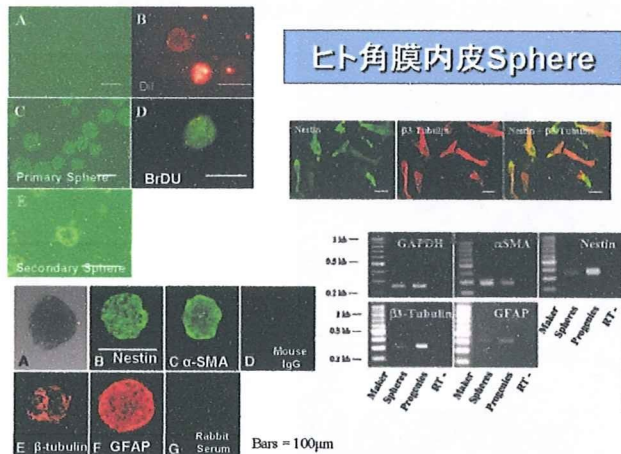 ヒト角膜内皮Sphere
A
B
DiI
C
Primary Sphere
D
BrDU
E
Secondary Sphere
Nestin
β3-Tubulin
Nestin + β3-Tubulin
A
B Nestin
C α-SMA
D Mouse IgG
E β-tubulin
F GFAP
G Rabbit Serum
Bars = 100μm
1 kb
0.5 kb
0.2 kb
GAPDH
αSMA
Nestin
1 kb
0.5 kb
0.2 kb
β3-Tubulin
GFAP
Maker
Spheres
Progenies
RT -
Maker
Spheres
Progenies
RT -
Maker
Spheres
Progenies
RT -